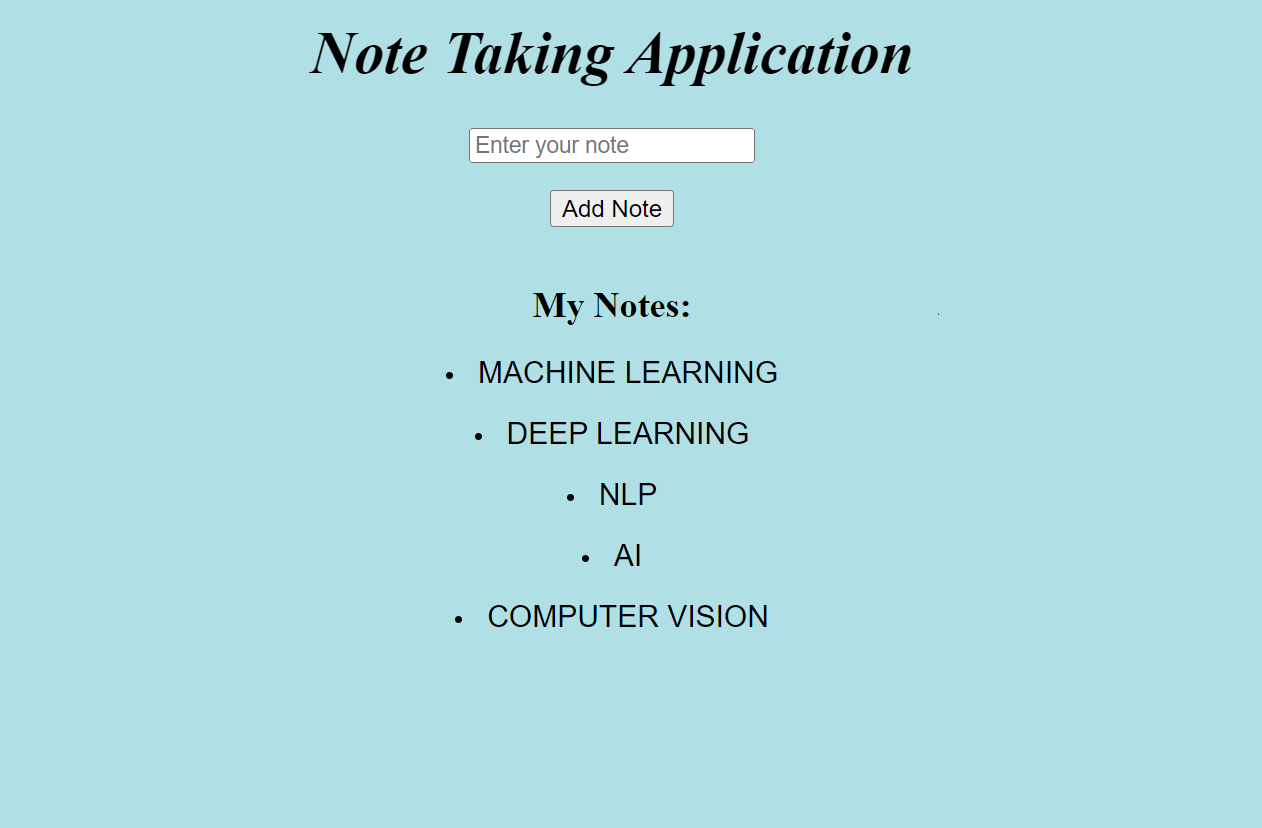 Note Taking Application
Enter your note
Add Note
My Notes:
• MACHINE LEARNING
• DEEP LEARNING
• NLP
• AI
• COMPUTER VISION